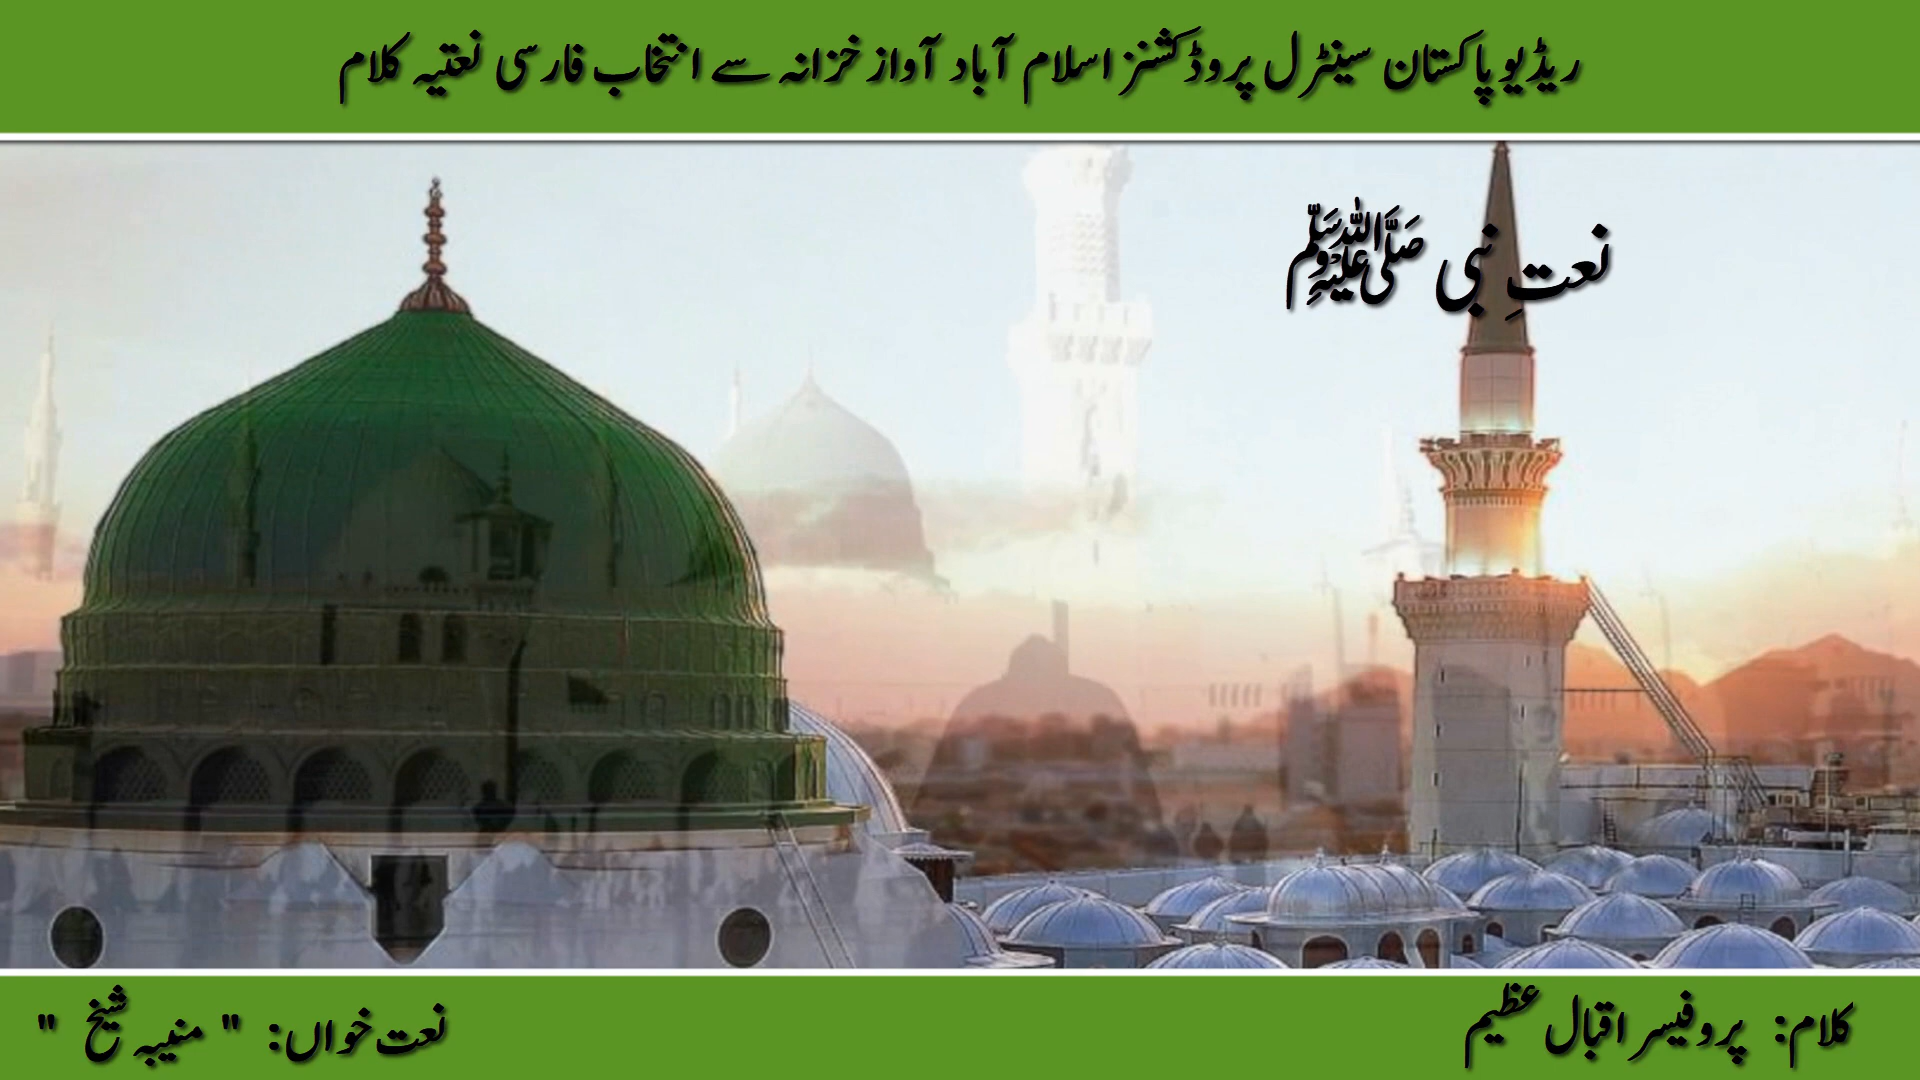 ریڈیو پاکستان سینٹرل پروڈکشنز اسلام آباد آواز خزانہ سے انتخاب فارسی نعتیہ کلام
نعتِ نبی ﷺ
کلام: پروفیسر اقبال عظیم
نعت خواں: " منیبہ شیخ "